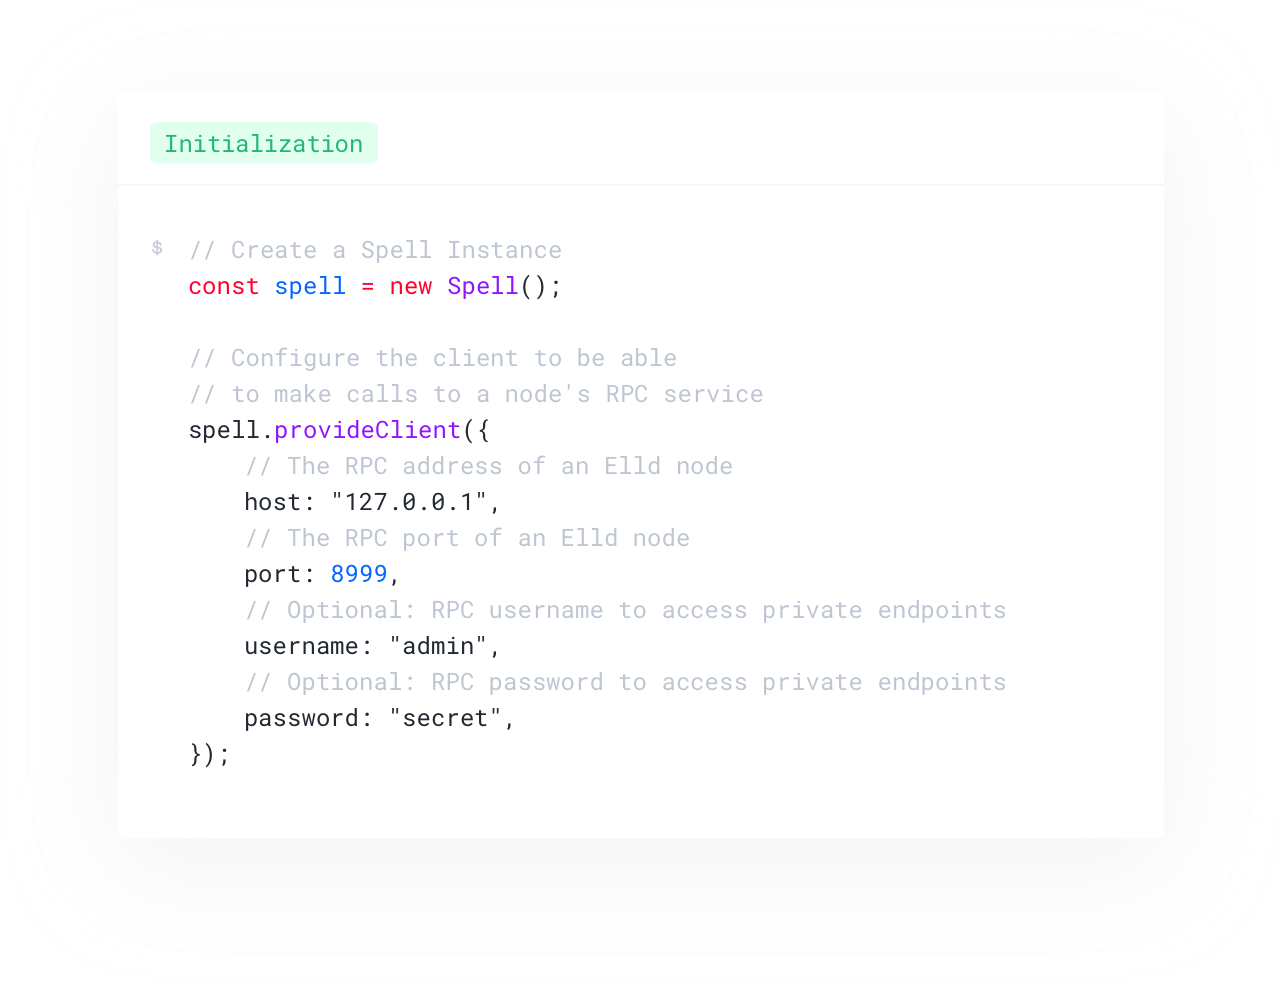 Initialization
$ // Create a Spell Instance
const spell = new Spell();
// Configure the client to be able
// to make calls to a node's RPC service
spell.provideClient({
// The RPC address of an Elld node
host: "127.0.0.1",
// The RPC port of an Elld node
port: 8999,
// Optional: RPC username to access private endpoints
username: "admin",
// Optional: RPC password to access private endpoints
password: "secret",
});